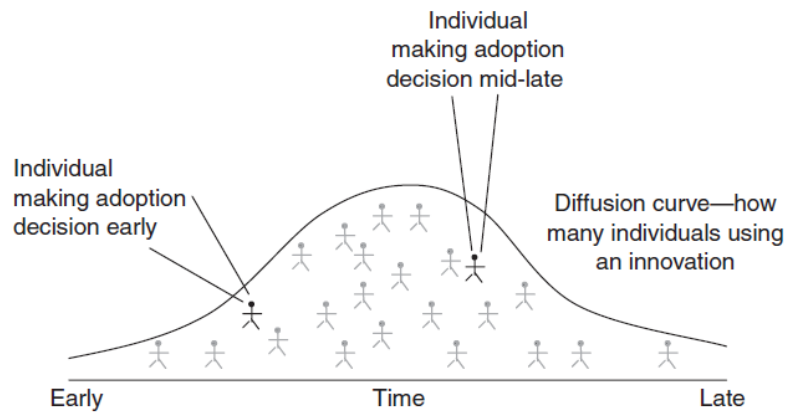 Individual
making adoption
decision mid-late
Individual
making adoption
decision early
Diffusion curve—how
many individuals using
an innovation
Early
Time
Late